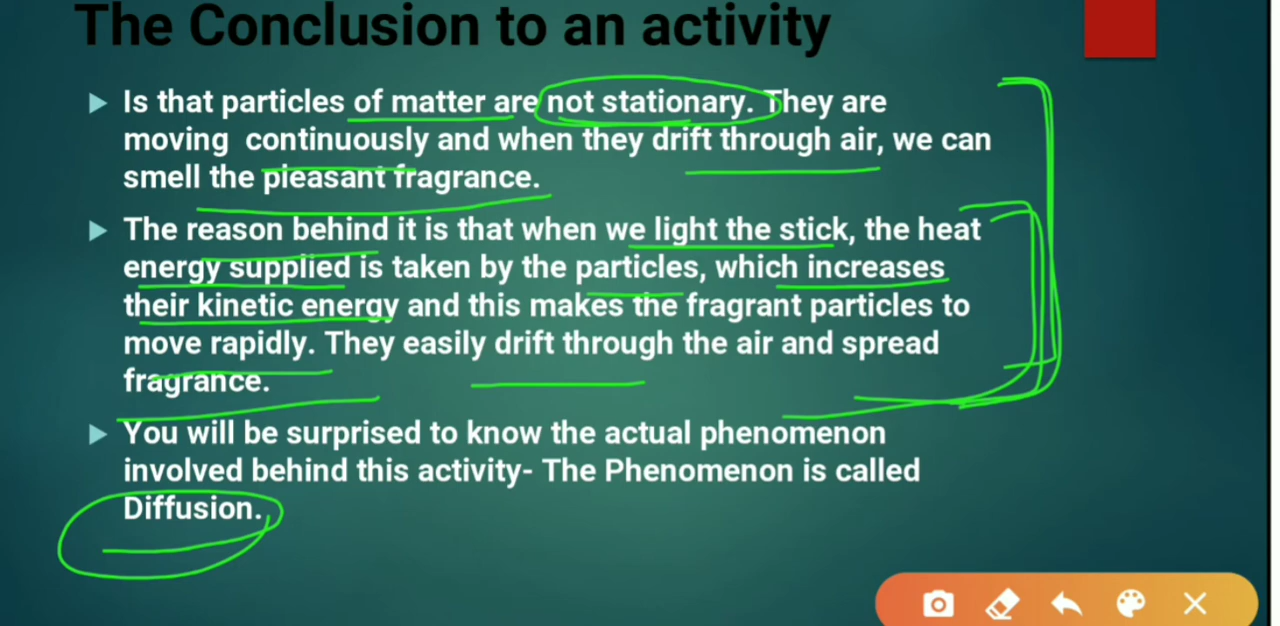 The Conclusion to an activity
Is that particles of matter are not stationary. They are
moving continuously and when they drift through air, we can
smell the pleasant fragrance.
The reason behind it is that when we light the stick, the heat
energy supplied is taken by the particles, which increases
their kinetic energy and this makes the fragrant particles to
move rapidly. They easily drift through the air and spread
fragrance.
You will be surprised to know the actual phenomenon
involved behind this activity- The Phenomenon is called
Diffusion.